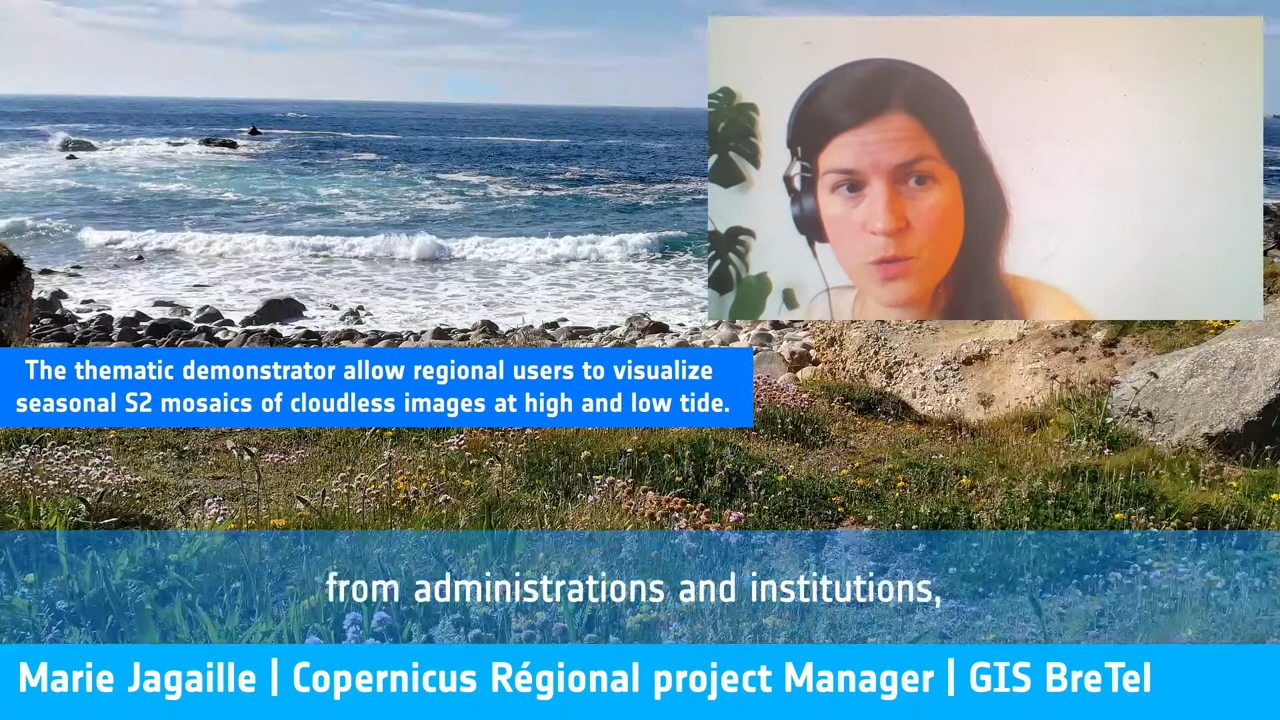 The thematic demonstrator allow regional users to visualize
seasonal S2 mosaics of cloudless images at high and low tide.
from administrations and institutions,
Marie Jagaille | Copernicus Régional project Manager | GIS BreTel